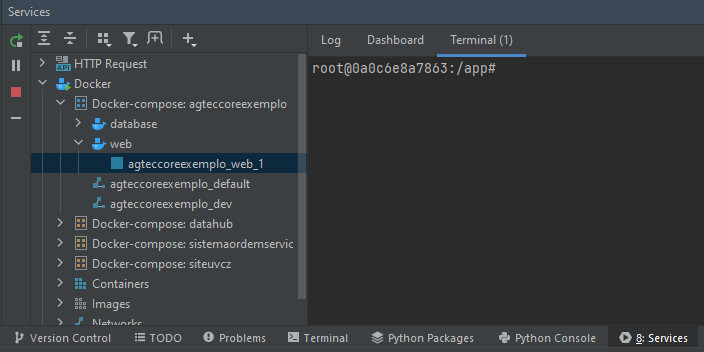 Services
Log
Dashboard
Terminal (1)
root@0a0c6e8a7863:/app#
HTTP Request
API
Docker
Docker-compose: agteccoreexemplo
database
web
agteccoreexemplo_web_1
agteccoreexemplo_default
agteccoreexemplo_dev
Docker-compose: datahub
Docker-compose: sistemaordemservic
Docker-compose: siteuvcz
Containers
Images
Networks
Version Control
TODO
Problems
Terminal
Python Packages
Python Console
8: Services